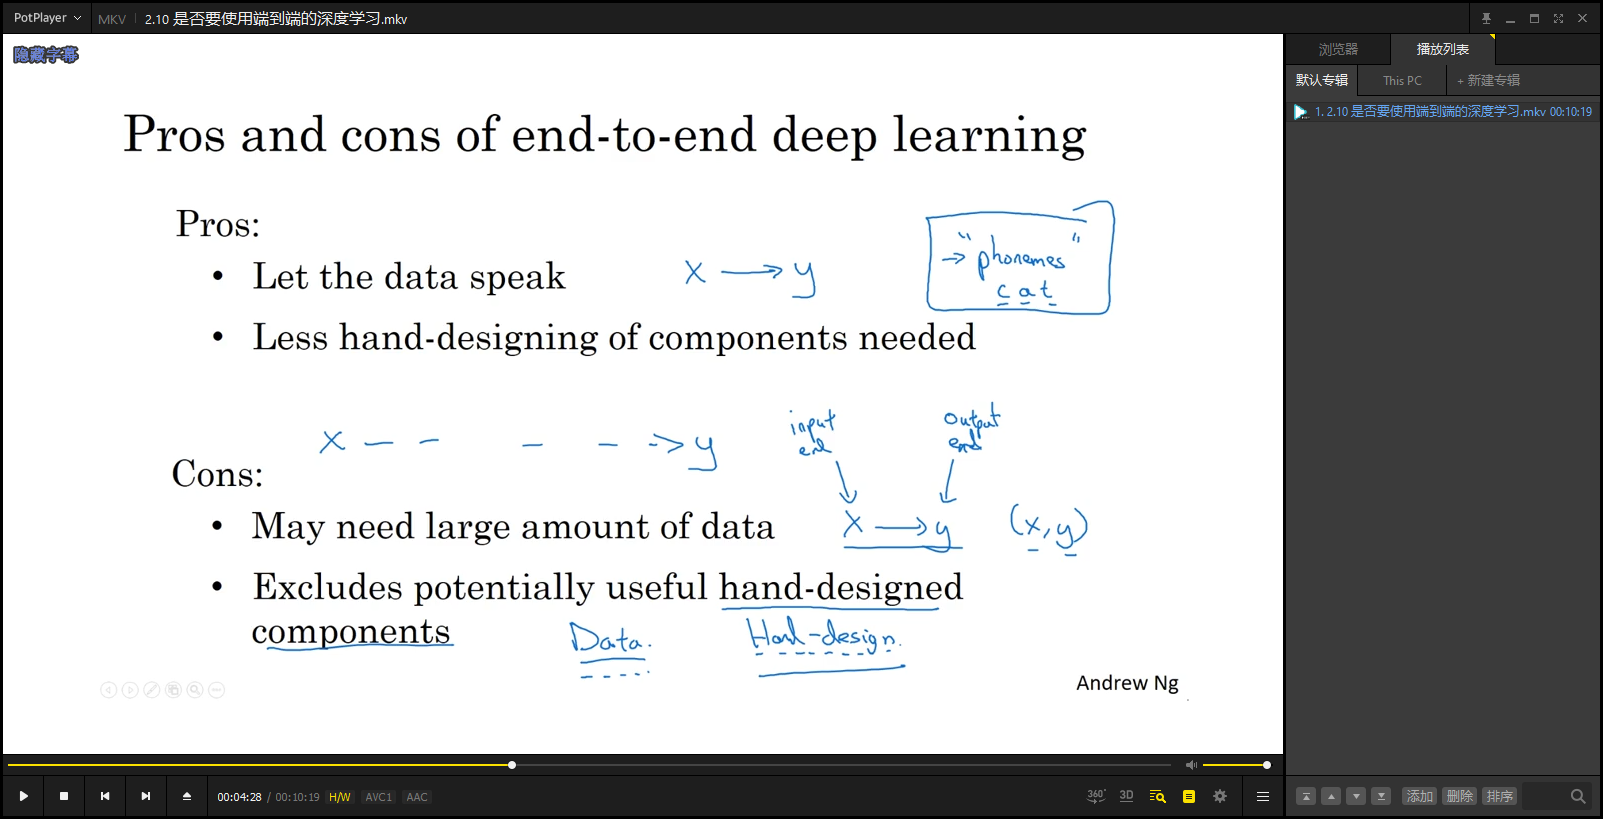 PotPlayer MKV 2.10 是否要使用端到端的深度学习.mkv
隐藏字幕
浏览器 播放列表
默认专辑 This PC + 新建专辑
1. 2.10 是否要使用端到端的深度学习.mkv 00:10:19
Pros and cons of end-to-end deep learning
Pros:
• Let the data speak
x → y
→ "phonemes"
c a t
• Less hand-designing of components needed
x — – – – -> y
input end
output end
Cons:
• May need large amount of data
x → y (x, y)
• Excludes potentially useful hand-designed
components
Data. Hand-design.
Andrew Ng
00:04:28 / 00:10:19 H/W AVC1 AAC
360° 3D
添加 删除 排序